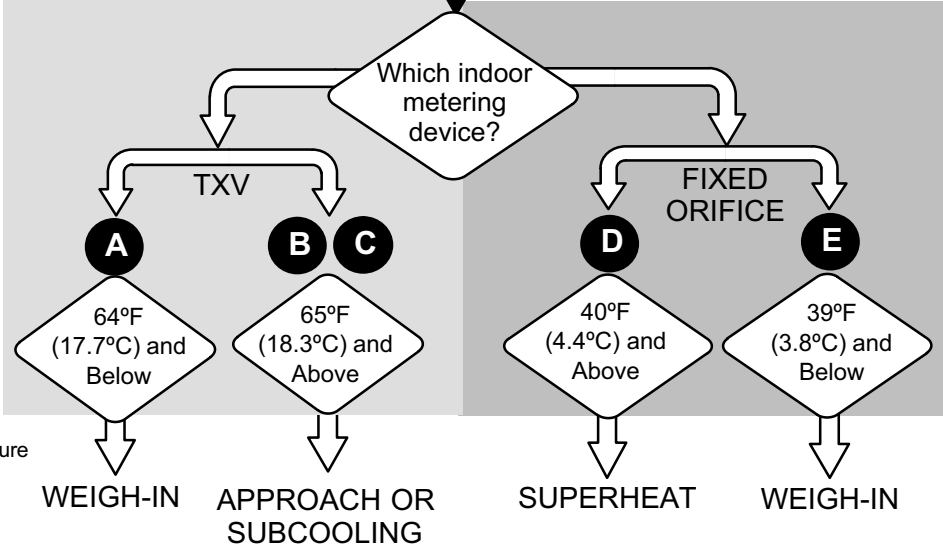 Which indoor
metering
device?
TXV
FIXED
ORIFICE
A
B
C
D
E
64ºF
(17.7ºC) and
Below
65ºF
(18.3ºC) and
Above
40ºF
(4.4ºC) and
Above
39ºF
(3.8ºC) and
Below
ure
WEIGH-IN
APPROACH OR
SUBCOOLING
SUPERHEAT
WEIGH-IN